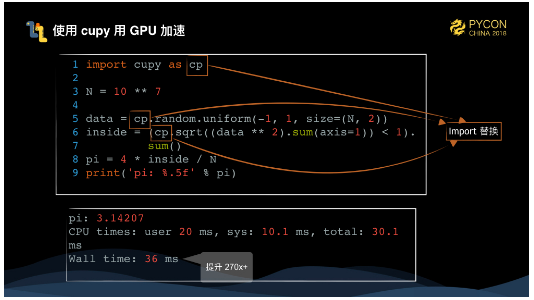 使用 cupy 用 GPU 加速
PYCON
CHINA 2018
1 import cupy as cp
2
3 N = 10 ** 7
4
5 data = cp.random.uniform(-1, 1, size=(N, 2))
6 inside = (cp.sqrt((data ** 2).sum(axis=1)) < 1).
7 sum()
8 pi = 4 * inside / N
9 print('pi: %.5f' % pi)
import 替换
pi: 3.14207
CPU times: user 20 ms, sys: 10.1 ms, total: 30.1
ms
Wall time: 36 ms
提升 270x+